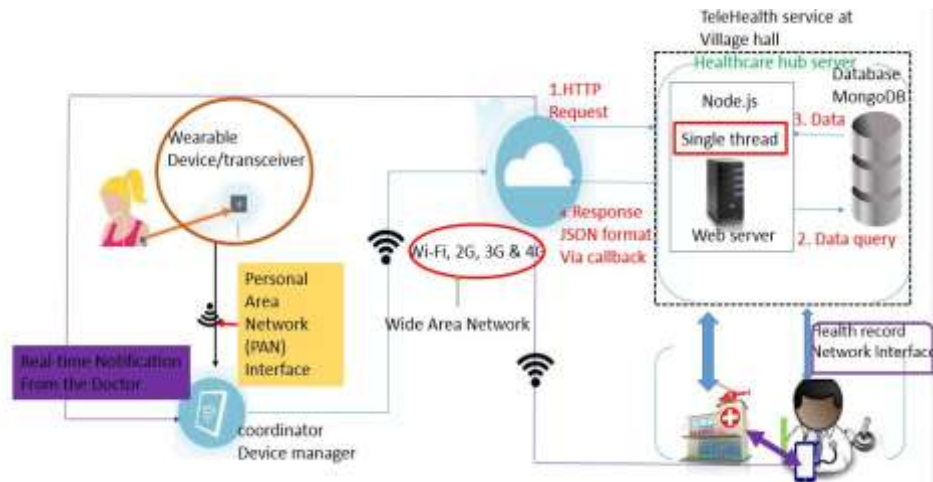 TeleHealth service at
Village hall
Healthcare hub server
Database
MongoDB
1.HTTP
Request
Node.js
3. Data
Single thread
Wearable
Device/transceiver
Response
JSON format
Via callback
Web server
2. Data query
Wi-Fi, 2G, 3G & 4G
Personal
Area
Network
(PAN)
Interface
Wide Area Network
Health record
Network Interface
Real-time Notification
From the Doctor
coordinator
Device manager